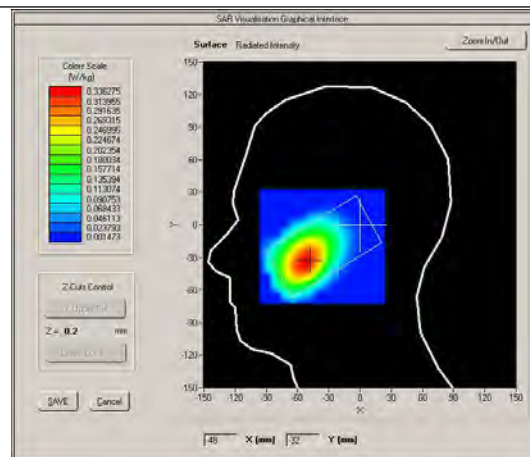 SAR Visualisation Graphical Interface
Surface Radiated Intensity
Zoom In/Out
Colors Scale
(W/kg)
0.336275
0.313955
0.291635
0.269315
0.246995
0.224674
0.202354
0.180034
0.157714
0.135394
0.113074
0.090753
0.068433
0.046113
0.023793
0.001473
150
120
90
60
30
0
-30
-60
-90
-120
-150
Y
-150 -120 -90 -60 -30 0 30 60 90 120 150
X
Z-Cuts Control
Z = 0.2 mm
SAVE Cancel
X (mm) Y (mm)